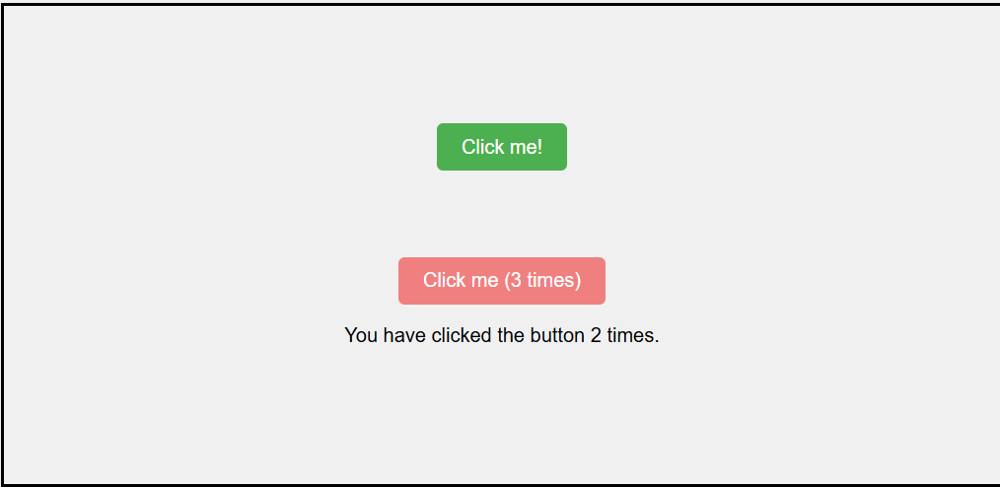 Click me!
Click me (3 times)
You have clicked the button 2 times.